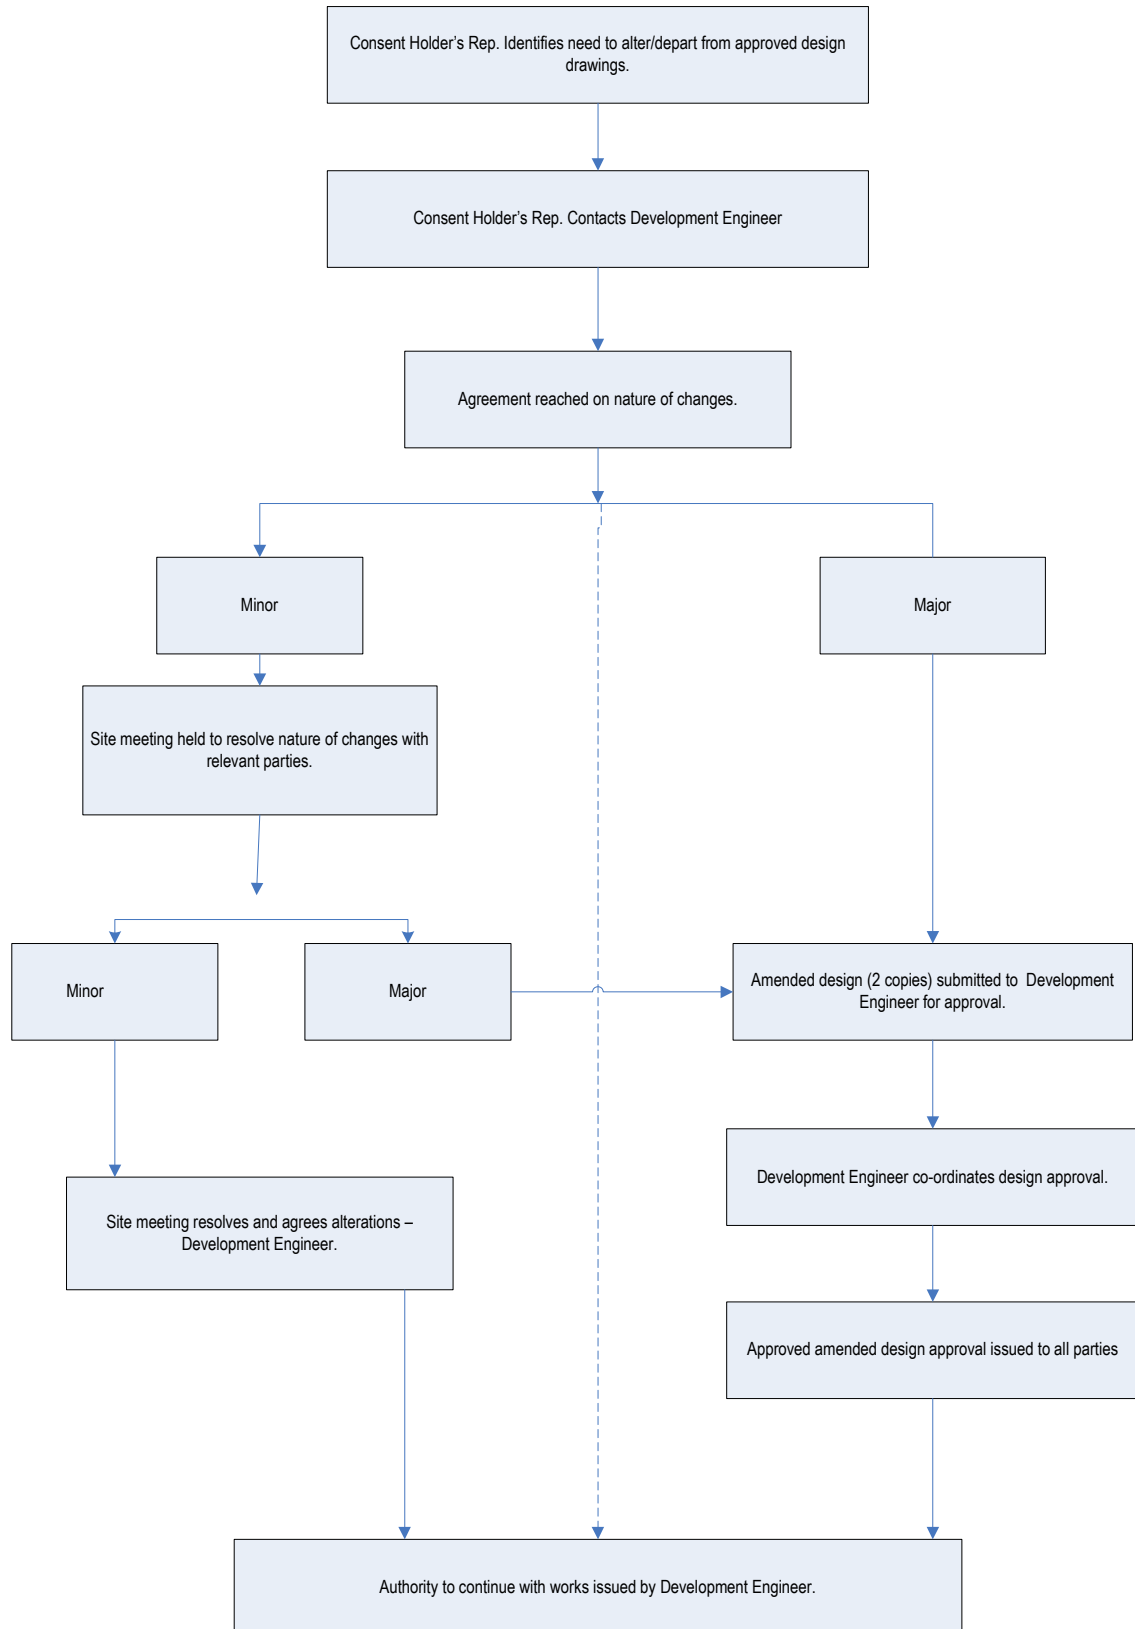 Consent Holder’s Rep. Identifies need to alter/depart from approved design
drawings.
Consent Holder’s Rep. Contacts Development Engineer
Agreement reached on nature of changes.
Minor
Major
Site meeting held to resolve nature of changes with
relevant parties.
Minor
Major
Amended design (2 copies) submitted to Development
Engineer for approval.
Development Engineer co-ordinates design approval.
Site meeting resolves and agrees alterations –
Development Engineer.
Approved amended design approval issued to all parties
Authority to continue with works issued by Development Engineer.